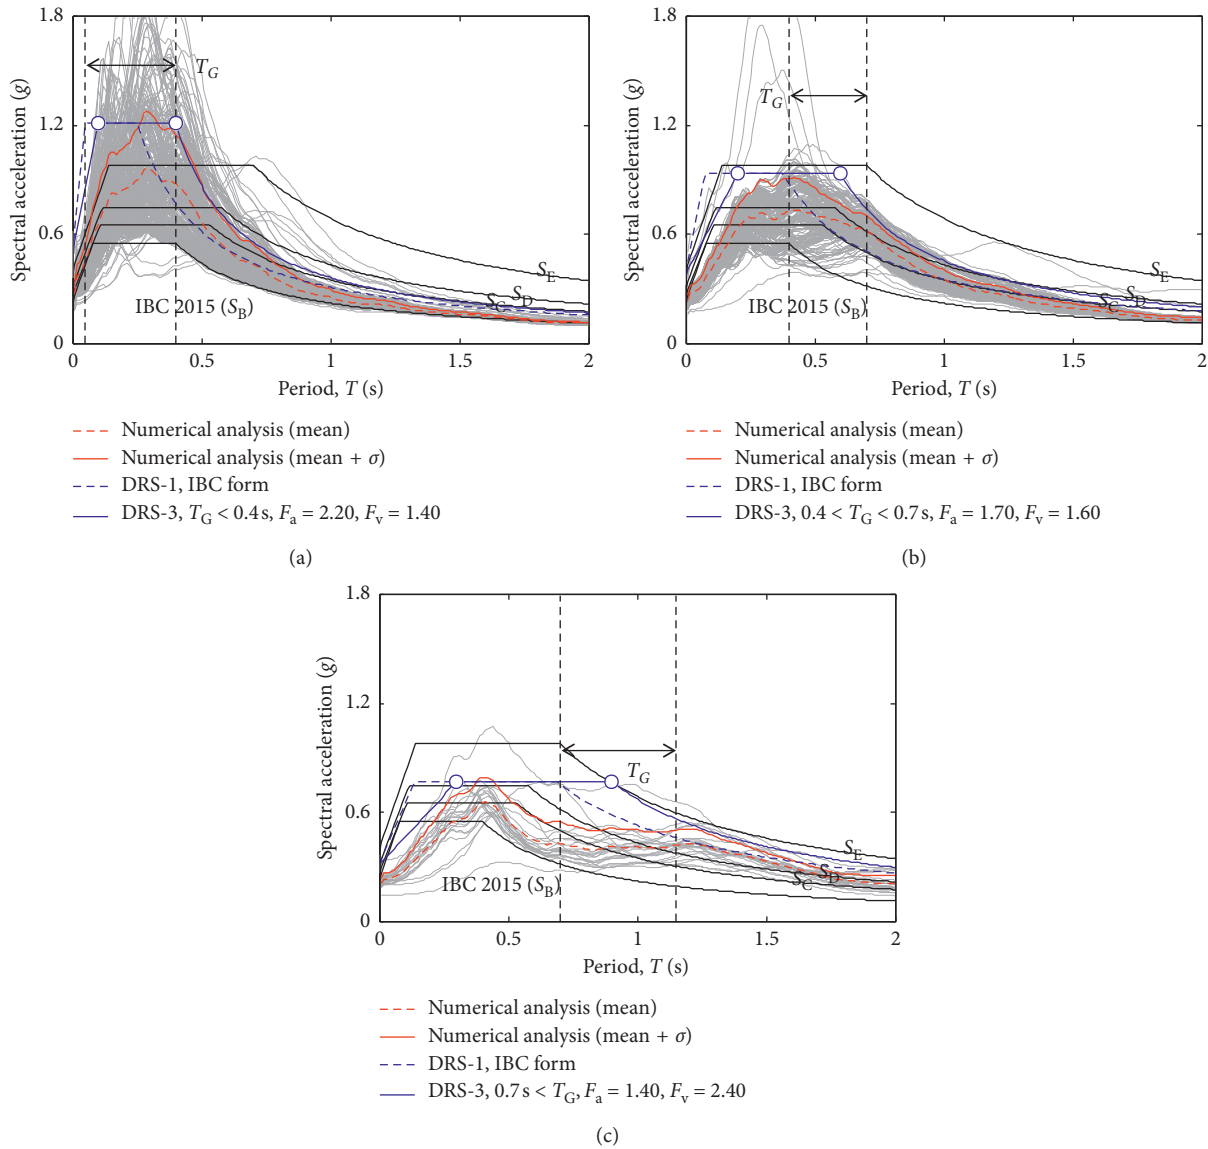 1.8
1.2
0.6
0
Spectral acceleration (g)
T_G
S_E
S_D
S_C
IBC 2015 (S_B)
0 0.5 1 1.5 2
Period, T (s)
Numerical analysis (mean)
Numerical analysis (mean + σ)
DRS-1, IBC form
DRS-3, T_G < 0.4 s, F_a = 2.20, F_v = 1.40
(a)
1.8
1.2
0.6
0
Spectral acceleration (g)
T_G
S_E
S_D
S_C
IBC 2015 (S_B)
0 0.5 1 1.5 2
Period, T (s)
Numerical analysis (mean)
Numerical analysis (mean + σ)
DRS-1, IBC form
DRS-3, 0.4 < T_G < 0.7 s, F_a = 1.70, F_v = 1.60
(b)
1.8
1.2
0.6
0
Spectral acceleration (g)
T_G
S_E
S_D
S_C
IBC 2015 (S_B)
0 0.5 1 1.5 2
Period, T (s)
Numerical analysis (mean)
Numerical analysis (mean + σ)
DRS-1, IBC form
DRS-3, 0.7 s < T_G, F_a = 1.40, F_v = 2.40
(c)